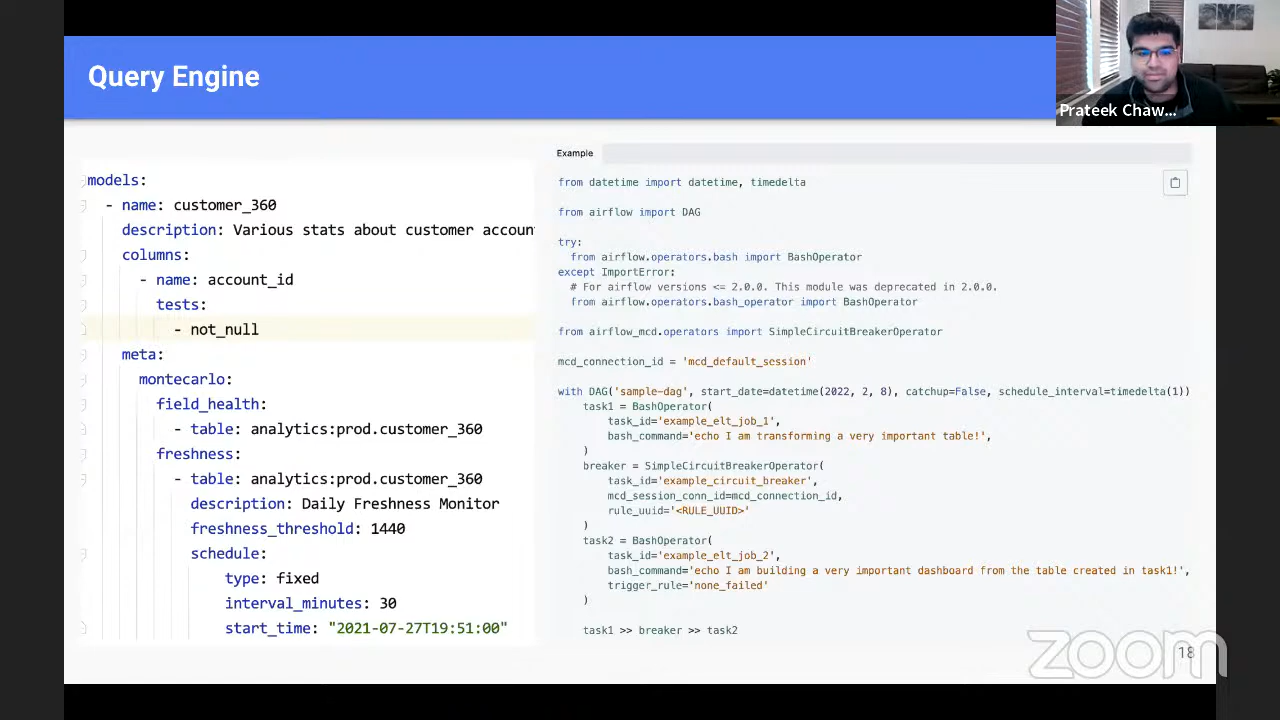 Query Engine
Prateek Chaw...
models:
- name: customer_360
description: Various stats about customer accoun
columns:
- name: account_id
tests:
- not_null
meta:
montecarlo:
field_health:
- table: analytics:prod.customer_360
freshness:
- table: analytics:prod.customer_360
description: Daily Freshness Monitor
freshness_threshold: 1440
schedule:
type: fixed
interval_minutes: 30
start_time: "2021-07-27T19:51:00"
Example
from datetime import datetime, timedelta
from airflow import DAG
try:
from airflow.operators.bash import BashOperator
except ImportError:
# For airflow versions <= 2.0.0. This module was deprecated in 2.0.0.
from airflow.operators.bash_operator import BashOperator
from airflow_mcd.operators import SimpleCircuitBreakerOperator
mcd_connection_id = 'mcd_default_session'
with DAG('sample-dag', start_date=datetime(2022, 2, 8), catchup=False, schedule_interval=timedelta(1))
task1 = BashOperator(
task_id='example_elt_job_1',
bash_command='echo I am transforming a very important table!',
)
breaker = SimpleCircuitBreakerOperator(
task_id='example_circuit_breaker',
mcd_session_conn_id=mcd_connection_id,
rule_uuid='<RULE_UUID>'
)
task2 = BashOperator(
task_id='example_elt_job_2',
bash_command='echo I am building a very important dashboard from the table created in task1!',
trigger_rule='none_failed'
)
task1 >> breaker >> task2
zoom
18